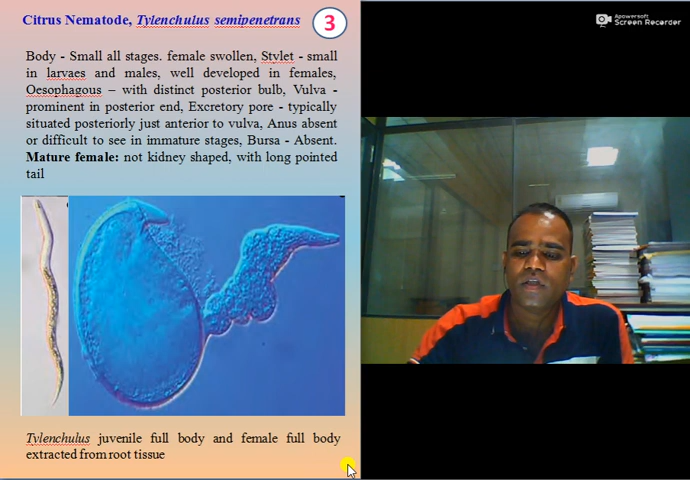 Citrus Nematode, Tylenchulus semipenetrans
3
Body - Small all stages. female swollen, Stylet - small
in larvaes and males, well developed in females,
Oesophagous – with distinct posterior bulb, Vulva -
prominent in posterior end, Excretory pore - typically
situated posteriorly just anterior to vulva, Anus absent
or difficult to see in immature stages, Bursa - Absent.
Mature female: not kidney shaped, with long pointed
tail
Tylenchulus juvenile full body and female full body
extracted from root tissue
Apowersoft
Screen Recorder